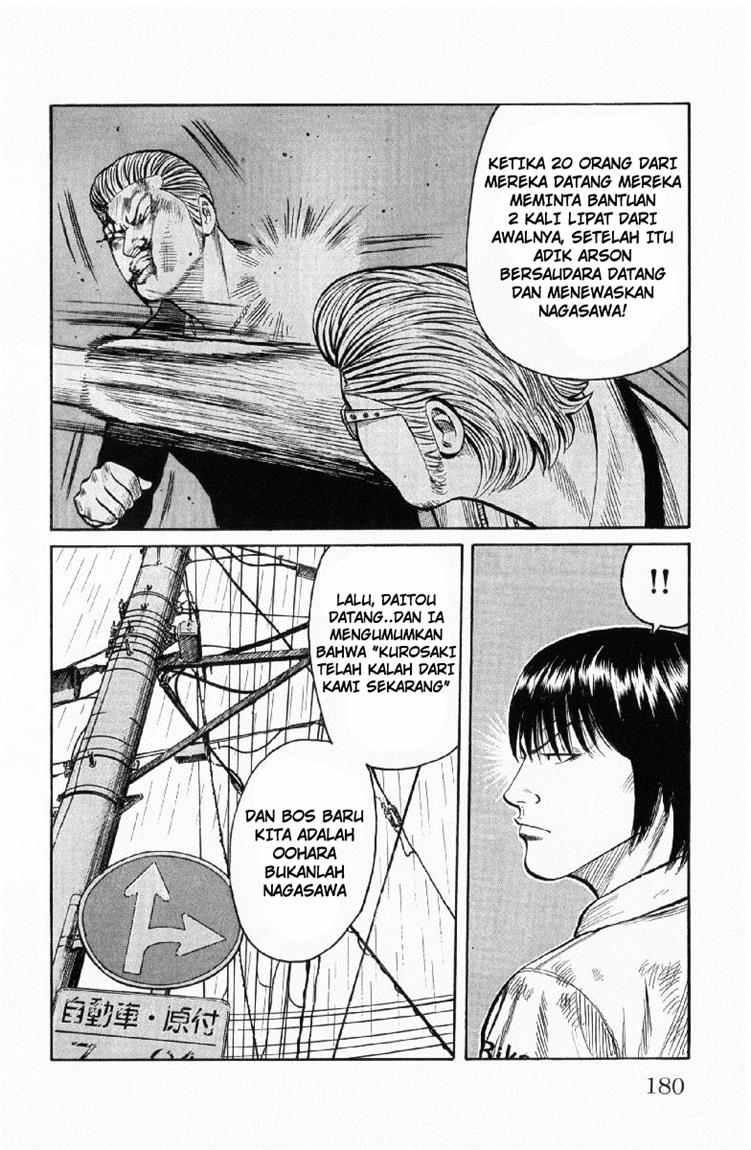 KETIKA 20 ORANG DARI
MEREKA DATANG MEREKA
MEMINTA BANTUAN
2 KALI LIPAT DARI
AWALNYA, SETELAH ITU
ADIK ARSON
BERSAUDARA DATANG
DAN MENEWASKAN
NAGASAWA!
LALU, DAITOU
DATANG..DAN IA
MENGUMUMKAN
BAHWA "KUROSAKI
TELAH KALAH DARI
KAMI SEKARANG"
DAN BOS BARU
KITA ADALAH
OOHARA
BUKANLAH
NAGASAWA
自動車・原付
!!
180